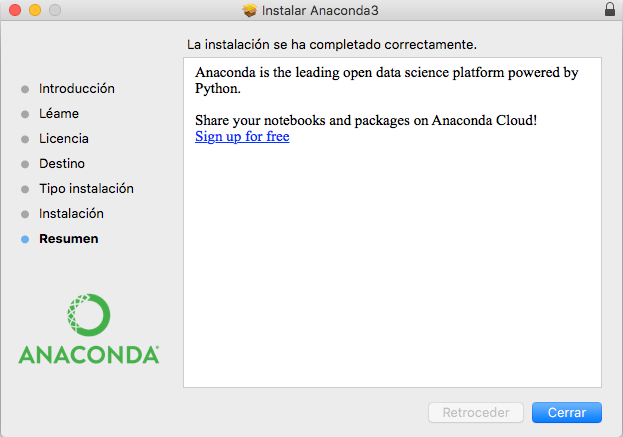 Instalar Anaconda3
La instalación se ha completado correctamente.
Introducción
Léame
Licencia
Destino
Tipo instalación
Instalación
Resumen
Anaconda is the leading open data science platform powered by
Python.
Share your notebooks and packages on Anaconda Cloud!
Sign up for free
ANACONDA
Retroceder
Cerrar